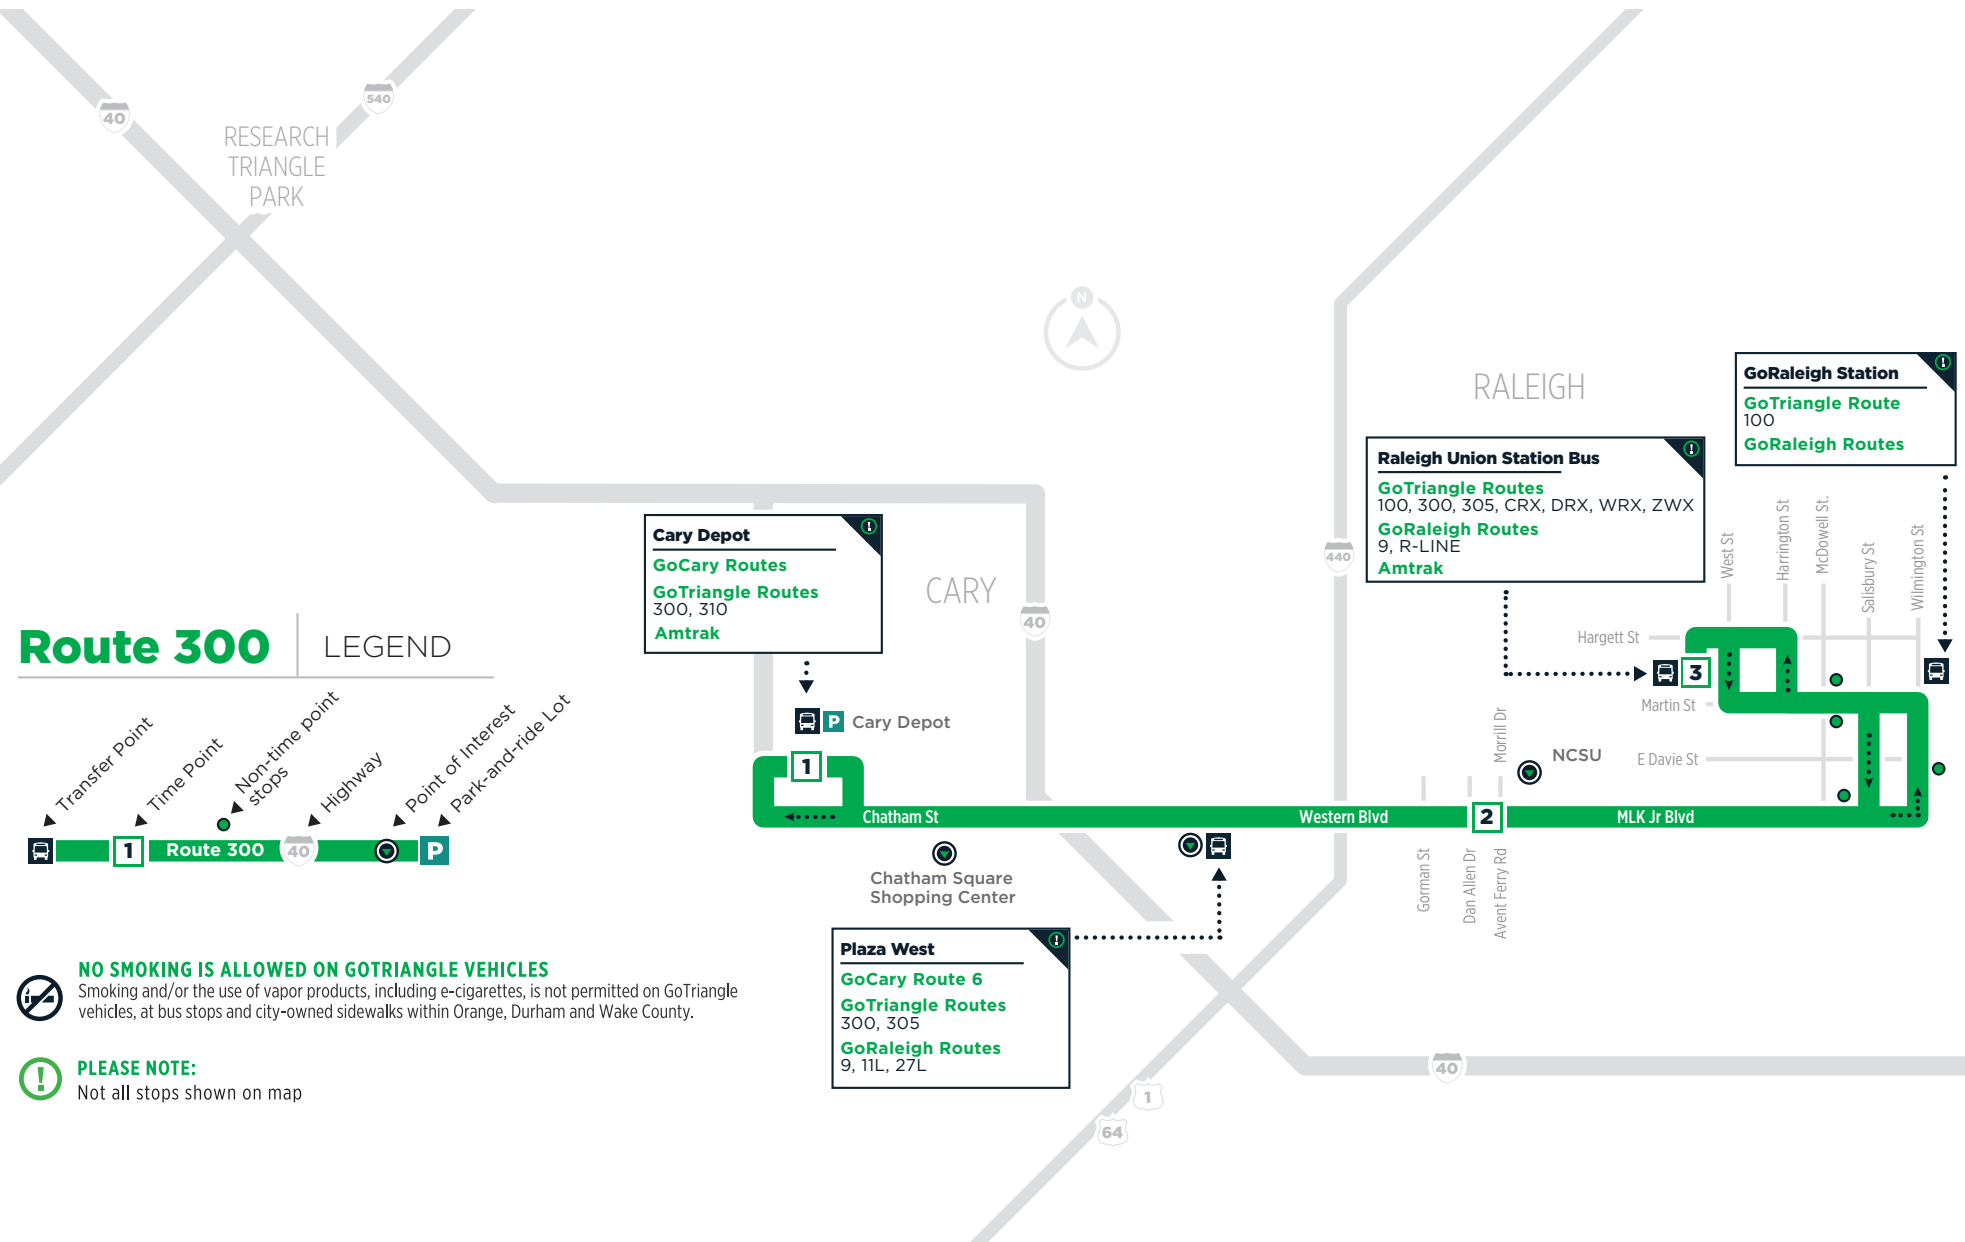 40
540
RESEARCH
TRIANGLE
PARK
N
RALEIGH
GoRaleigh Station
GoTriangle Route
100
GoRaleigh Routes
Raleigh Union Station Bus
GoTriangle Routes
100, 300, 305, CRX, DRX, WRX, ZWX
GoRaleigh Routes
9, R-LINE
Amtrak
Cary Depot
GoCary Routes
GoTriangle Routes
300, 310
Amtrak
CARY
40
440
West St
Harrington St
McDowell St.
Salisbury St
Wilmington St
Hargett St
3
Martin St
E Davie St
Morrill Dr
NCSU
P
Cary Depot
1
Chatham St
Western Blvd
2
MLK Jr Blvd
Gorman St
Dan Allen Dr
Avent Ferry Rd
Chatham Square
Shopping Center
Plaza West
GoCary Route 6
GoTriangle Routes
300, 305
GoRaleigh Routes
9, 11L, 27L
40
1
64
Route 300
LEGEND
Transfer Point
Time Point
Non-time point
stops
Highway
Point of Interest
Park-and-ride Lot
1
Route 300
40
P
NO SMOKING IS ALLOWED ON GOTRIANGLE VEHICLES
Smoking and/or the use of vapor products, including e-cigarettes, is not permitted on GoTriangle
vehicles, at bus stops and city-owned sidewalks within Orange, Durham and Wake County.
! PLEASE NOTE:
Not all stops shown on map